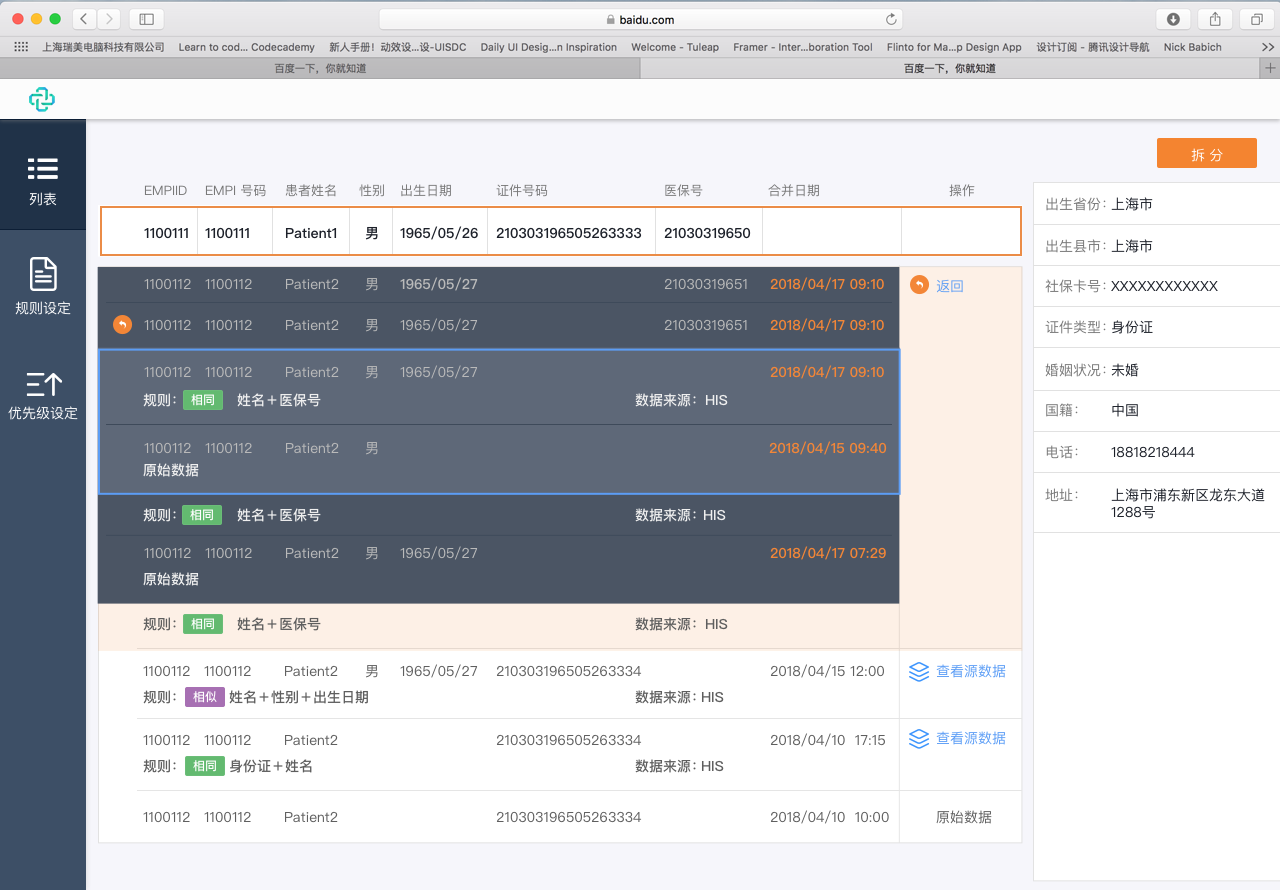 baidu.com
上海瑞美电脑科技有限公司 Learn to cod... Codecademy 新人手册！动效设...设-UISDC Daily UI Desig...n Inspiration Welcome - Tuleap Framer - Inter...boration Tool Flinto for Ma...p Design App 设计订阅 - 腾讯设计导航 Nick Babich
百度一下，你就知道 百度一下，你就知道
列表
规则设定
优先级设定
拆 分
EMPIID EMPI 号码 患者姓名 性别 出生日期 证件号码 医保号 合并日期 操作
1100111 1100111 Patient1 男 1965/05/26 210303196505263333 21030319650
1100112 1100112 Patient2 男 1965/05/27 21030319651 2018/04/17 09:10 返回
1100112 1100112 Patient2 男 1965/05/27 21030319651 2018/04/17 09:10
1100112 1100112 Patient2 男 1965/05/27 2018/04/17 09:10
规则： 相同 姓名＋医保号 数据来源：HIS
1100112 1100112 Patient2 男 2018/04/15 09:40
原始数据
规则： 相同 姓名＋医保号 数据来源：HIS
1100112 1100112 Patient2 男 1965/05/27 2018/04/17 07:29
原始数据
规则： 相同 姓名＋医保号 数据来源：HIS
1100112 1100112 Patient2 男 1965/05/27 210303196505263334 2018/04/15 12:00 查看源数据
规则： 相似 姓名＋性别＋出生日期 数据来源：HIS
1100112 1100112 Patient2 210303196505263334 2018/04/10 17:15 查看源数据
规则： 相同 身份证＋姓名 数据来源：HIS
1100112 1100112 Patient2 210303196505263334 2018/04/10 10:00 原始数据
出生省份：上海市
出生县市：上海市
社保卡号：XXXXXXXXXXXX
证件类型：身份证
婚姻状况：未婚
国籍： 中国
电话： 18818218444
地址： 上海市浦东新区龙东大道
1288号